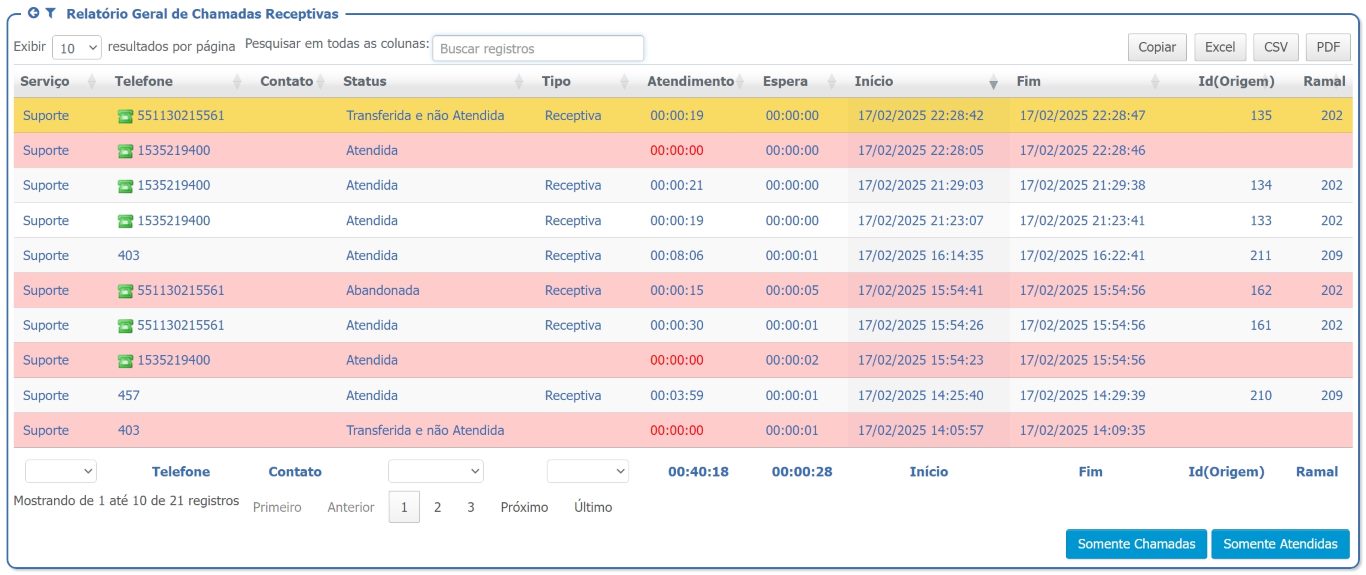 Relatório Geral de Chamadas Receptivas
Exibir 10 resultados por página Pesquisar em todas as colunas: Buscar registros Copiar Excel CSV PDF
Serviço Telefone Contato Status Tipo Atendimento Espera Início Fim Id(Origem) Ramal
Suporte 551130215561 Transferida e não Atendida Receptiva 00:00:19 00:00:00 17/02/2025 22:28:42 17/02/2025 22:28:47 135 202
Suporte 1535219400 Atendida 00:00:00 00:00:00 17/02/2025 22:28:05 17/02/2025 22:28:46
Suporte 1535219400 Atendida Receptiva 00:00:21 00:00:00 17/02/2025 21:29:03 17/02/2025 21:29:38 134 202
Suporte 1535219400 Atendida Receptiva 00:00:19 00:00:00 17/02/2025 21:23:07 17/02/2025 21:23:41 133 202
Suporte 403 Atendida Receptiva 00:08:06 00:00:01 17/02/2025 16:14:35 17/02/2025 16:22:41 211 209
Suporte 551130215561 Abandonada Receptiva 00:00:15 00:00:05 17/02/2025 15:54:41 17/02/2025 15:54:56 162 202
Suporte 551130215561 Atendida Receptiva 00:00:30 00:00:01 17/02/2025 15:54:26 17/02/2025 15:54:56 161 202
Suporte 1535219400 Atendida 00:00:00 00:00:02 17/02/2025 15:54:23 17/02/2025 15:54:56
Suporte 457 Atendida Receptiva 00:03:59 00:00:01 17/02/2025 14:25:40 17/02/2025 14:29:39 210 209
Suporte 403 Transferida e não Atendida 00:00:00 00:00:01 17/02/2025 14:05:57 17/02/2025 14:09:35
Telefone Contato 00:40:18 00:00:28 Início Fim Id(Origem) Ramal
Mostrando de 1 até 10 de 21 registros Primeiro Anterior 1 2 3 Próximo Último
Somente Chamadas Somente Atendidas